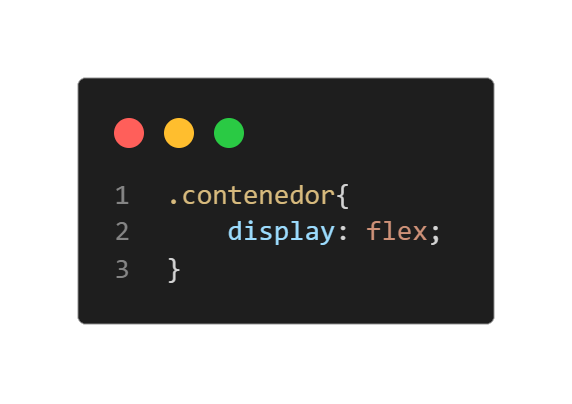 1 .contenedor{
2     display: flex;
3 }